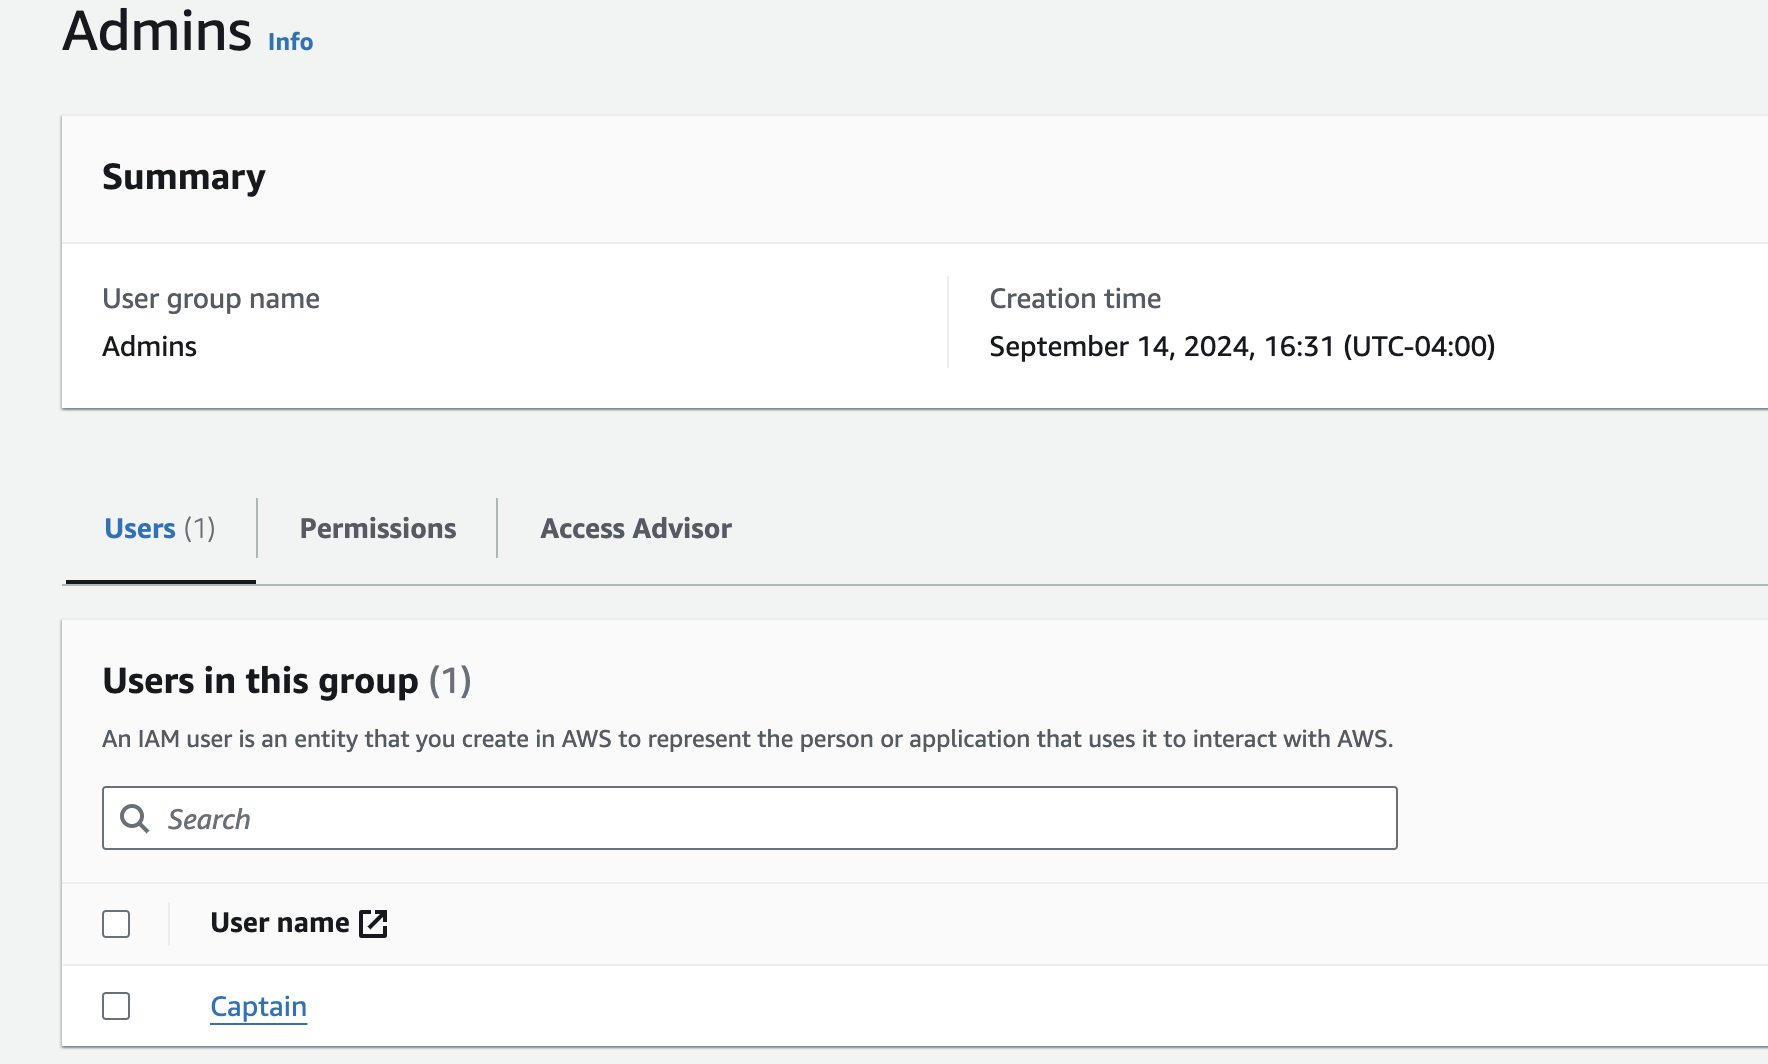 Admins Info
Summary
User group name
Admins
Creation time
September 14, 2024, 16:31 (UTC-04:00)
Users (1)
Permissions
Access Advisor
Users in this group (1)
An IAM user is an entity that you create in AWS to represent the person or application that uses it to interact with AWS.
Search
User name
Captain